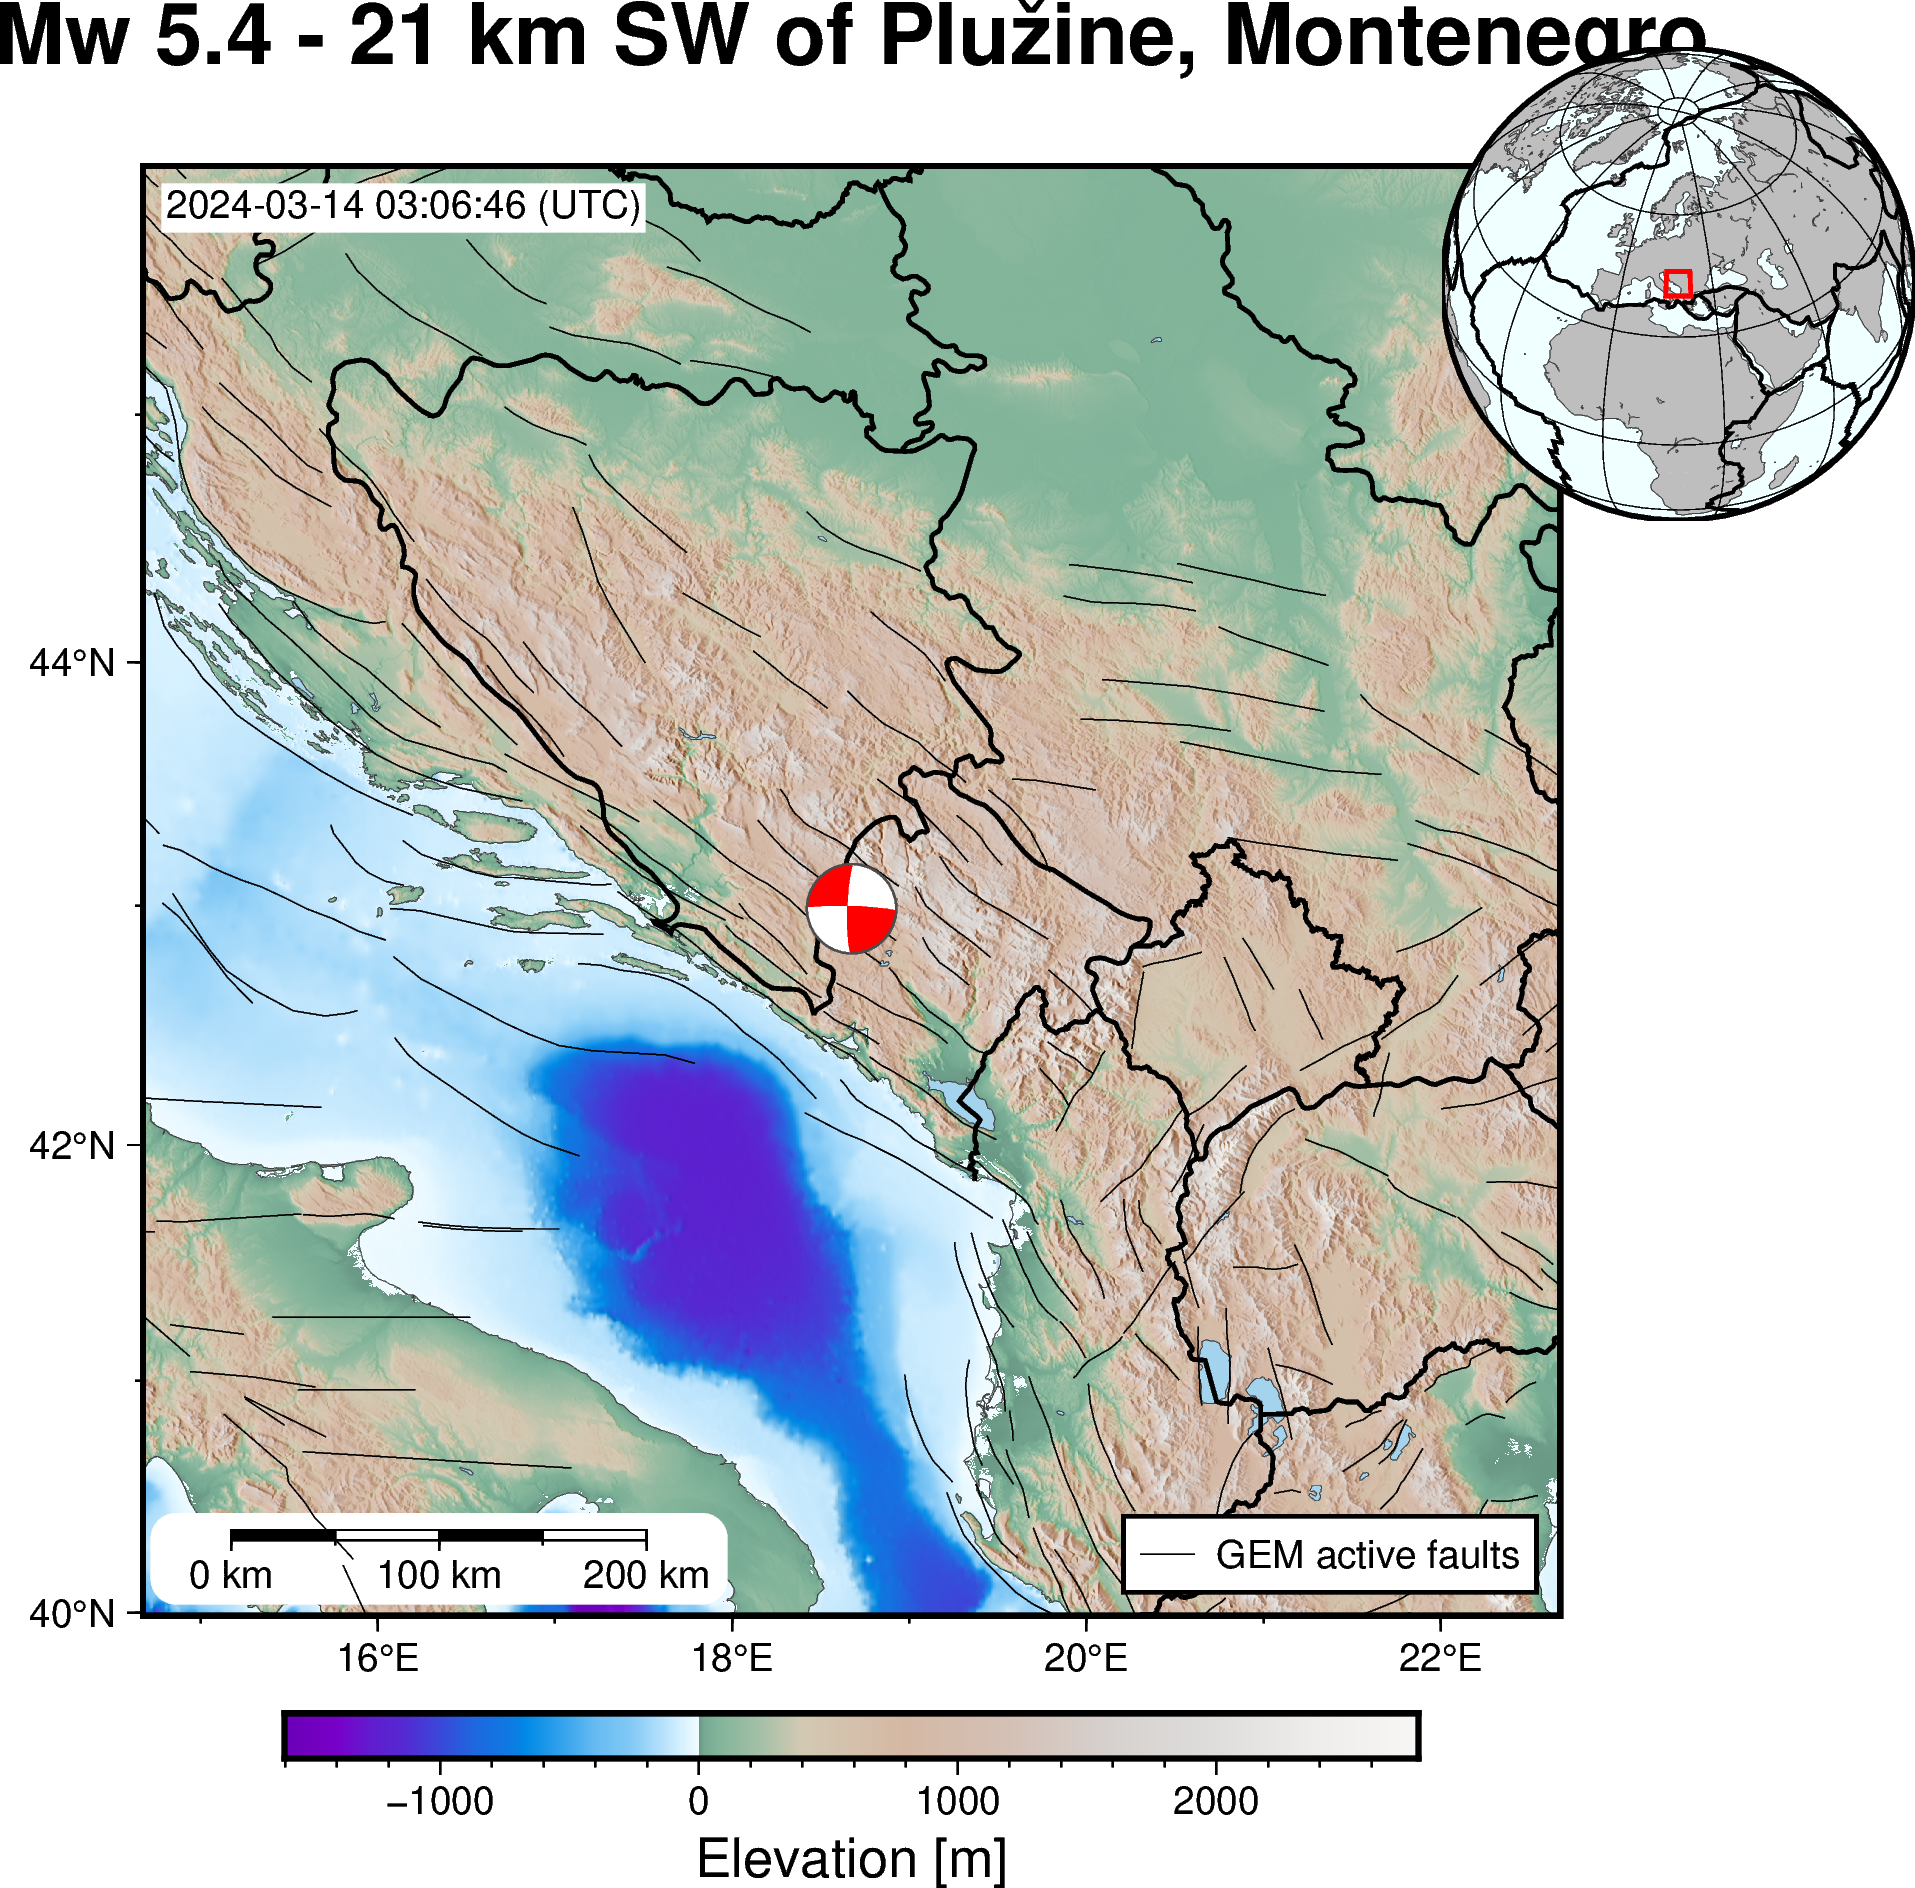 Mw 5.4 - 21 km SW of Plužine, Montenegro
2024-03-14 03:06:46 (UTC)
44°N
42°N
40°N
0 km 100 km 200 km
GEM active faults
16°E 18°E 20°E 22°E
−1000 0 1000 2000
Elevation [m]